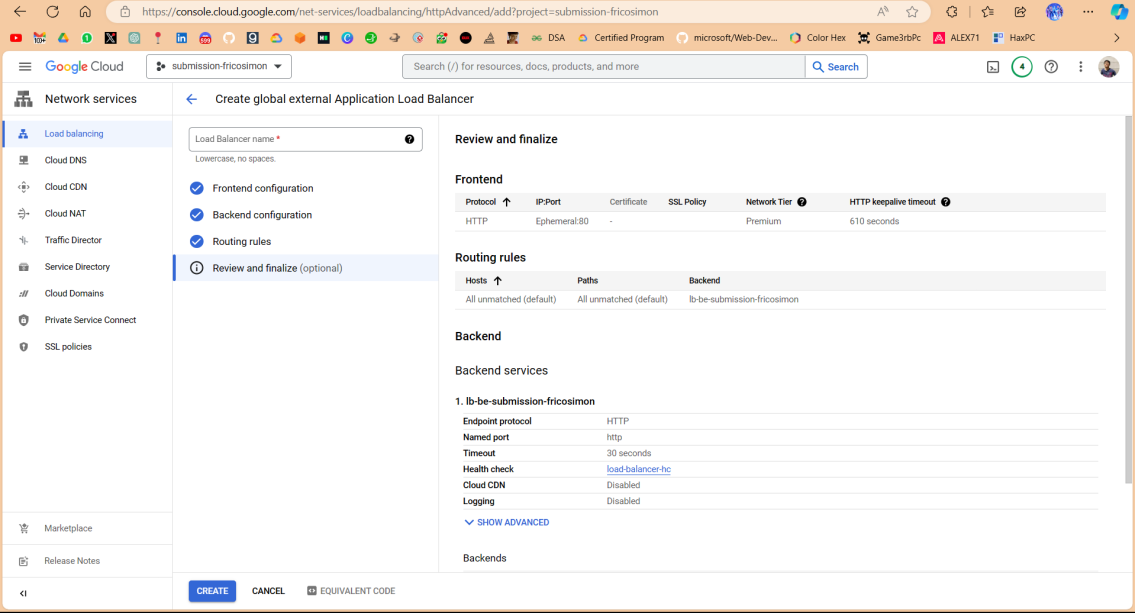 https://console.cloud.google.com/net-services/loadbalancing/httpAdvanced/add?project=submission-fricosimon
DSA
Certified Program
microsoft/Web-Dev...
Color Hex
Game3rbPc
ALEX71
HaxPC
Google Cloud
submission-fricosimon
Search (/) for resources, docs, products, and more
Search
4
Network services
Create global external Application Load Balancer
Load balancing
Cloud DNS
Cloud CDN
Cloud NAT
Traffic Director
Service Directory
Cloud Domains
Private Service Connect
SSL policies
Marketplace
Release Notes
Load Balancer name *
Lowercase, no spaces.
Frontend configuration
Backend configuration
Routing rules
Review and finalize (optional)
Review and finalize
Frontend
Protocol IP:Port Certificate SSL Policy Network Tier HTTP keepalive timeout
HTTP Ephemeral:80 - Premium 610 seconds
Routing rules
Hosts Paths Backend
All unmatched (default) All unmatched (default) lb-be-submission-fricosimon
Backend
Backend services
1. lb-be-submission-fricosimon
Endpoint protocol HTTP
Named port http
Timeout 30 seconds
Health check load-balancer-hc
Cloud CDN Disabled
Logging Disabled
SHOW ADVANCED
Backends
CREATE CANCEL EQUIVALENT CODE